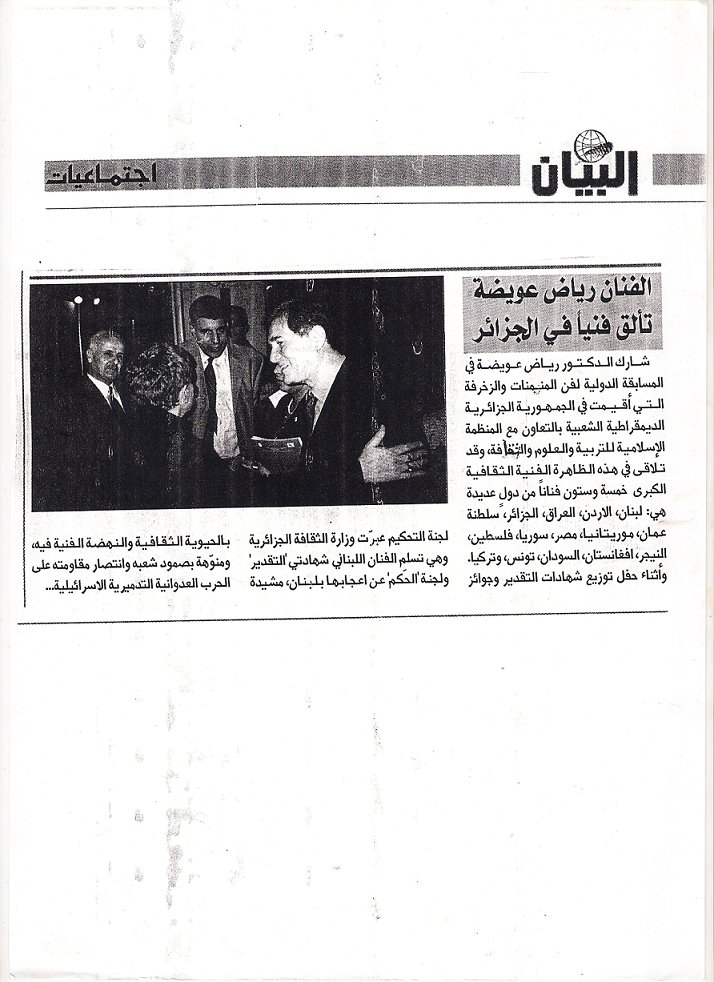 البيان
اجتماعيات
الفنان رياض عويضة
تألق فنياً في الجزائر
شارك الدكتور رياض عويضة في
المسابقة الدولية لفن المنمنمات والزخرفة
التي أقيمت في الجمهورية الجزائرية
الديمقراطية الشعبية بالتعاون مع المنظمة
الإسلامية للتربية والعلوم والثقافة، وقد
تلاقى في هذه الظاهرة الفنية الثقافية
الكبرى خمسة وستون فناناً من دول عديدة
هي: لبنان، الاردن، العراق، الجزائر، سلطنة
عمان، موريتانيا، مصر، سوريا، فلسطين،
النيجر، افغانستان، السودان، تونس، وتركيا.
وأثناء حفل توزيع شهادات التقدير وجوائز
لجنة التحكيم عبرّت وزارة الثقافة الجزائرية
وهي تسلم الفنان اللبناني شهادتي "التقدير"
ولجنة "الحكم" عن اعجابها بلبنان، مشيدة
بالحيوية الثقافية والنهضة الفنية فيه،
ومنوّهة بصمود شعبه وانتصار مقاومته على
الحرب العدوانية التدميرية الاسرائيلية...